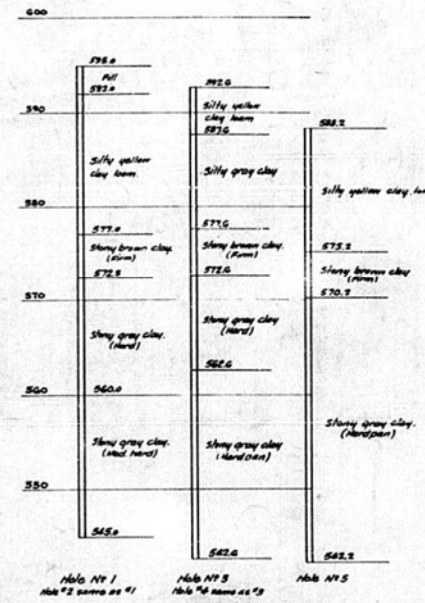 600
590
580
570
560
550
595.0
Fill
592.0
Silty yellow
clay loam.
577.0
Stony brown clay.
(Firm)
572.5
Stony gray clay.
(Hard)
560.0
Stony gray clay.
(Med. hard)
545.0
Hole Nº 1
Hole #2 same as #1
592.6
Silty yellow
clay loam
587.6
Silty gray clay
577.6
Stony brown clay.
(Firm)
572.6
Stony gray clay
(Hard)
562.6
Stony gray clay
(Hardpan)
542.6
Hole Nº 3
Hole #4 same as #3
588.2
Silty yellow clay.
575.2
Stony brown clay
(Firm)
570.2
Stony gray clay.
(Hardpan)
542.2
Hole Nº 5